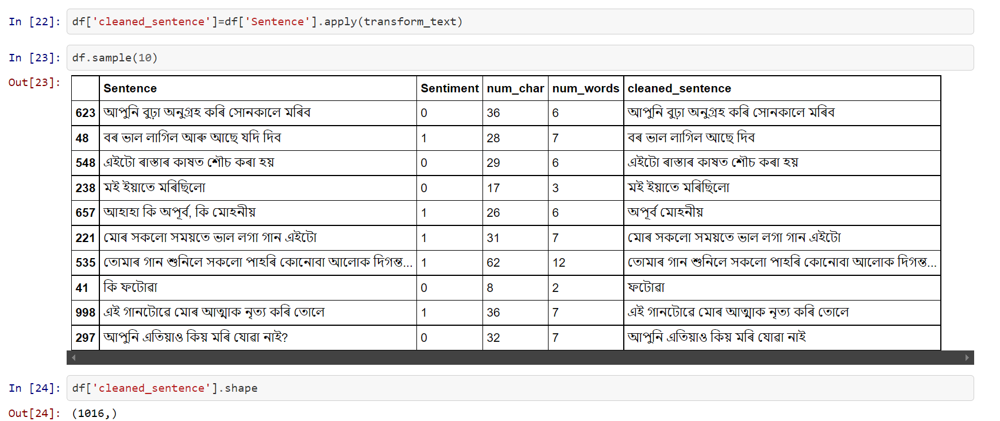 In [22]: df['cleaned_sentence']=df['Sentence'].apply(transform_text)
In [23]: df.sample(10)
Out[23]:
Sentence Sentiment num_char num_words cleaned_sentence
623 আপুনি বুঢ়া অনুগ্ৰহ কৰি সোনকালে মৰিব 0 36 6 আপুনি বুঢ়া অনুগ্ৰহ কৰি সোনকালে মৰিব
48 বৰ ভাল লাগিল আৰু আছে যদি দিব 1 28 7 বৰ ভাল লাগিল আছে দিব
548 এইটো ৰাস্তাৰ কাষত শৌচ কৰা হয় 0 29 6 এইটো ৰাস্তাৰ কাষত শৌচ কৰা হয়
238 মই ইয়াতে মৰিছিলো 0 17 3 মই ইয়াতে মৰিছিলো
657 আহাহা কি অপূৰ্ব, কি মোহনীয় 1 26 6 অপূৰ্ব মোহনীয়
221 মোৰ সকলো সময়তে ভাল লগা গান এইটো 1 31 7 মোৰ সকলো সময়তে ভাল লগা গান এইটো
535 তোমাৰ গান শুনিলে সকলো পাহৰি কোনোবা আলোক দিগন্ত... 1 62 12 তোমাৰ গান শুনিলে সকলো পাহৰি কোনোবা আলোক দিগন্ত...
41 কি ফটোৱা 0 8 2 ফটোৱা
998 এই গানটোৱে মোৰ আত্মাক নৃত্য কৰি তোলে 1 36 7 এই গানটোৱে মোৰ আত্মাক নৃত্য কৰি তোলে
297 আপুনি এতিয়াও কিয় মৰি যোৱা নাই? 0 32 7 আপুনি এতিয়াও কিয় মৰি যোৱা নাই
In [24]: df['cleaned_sentence'].shape
Out[24]: (1016,)